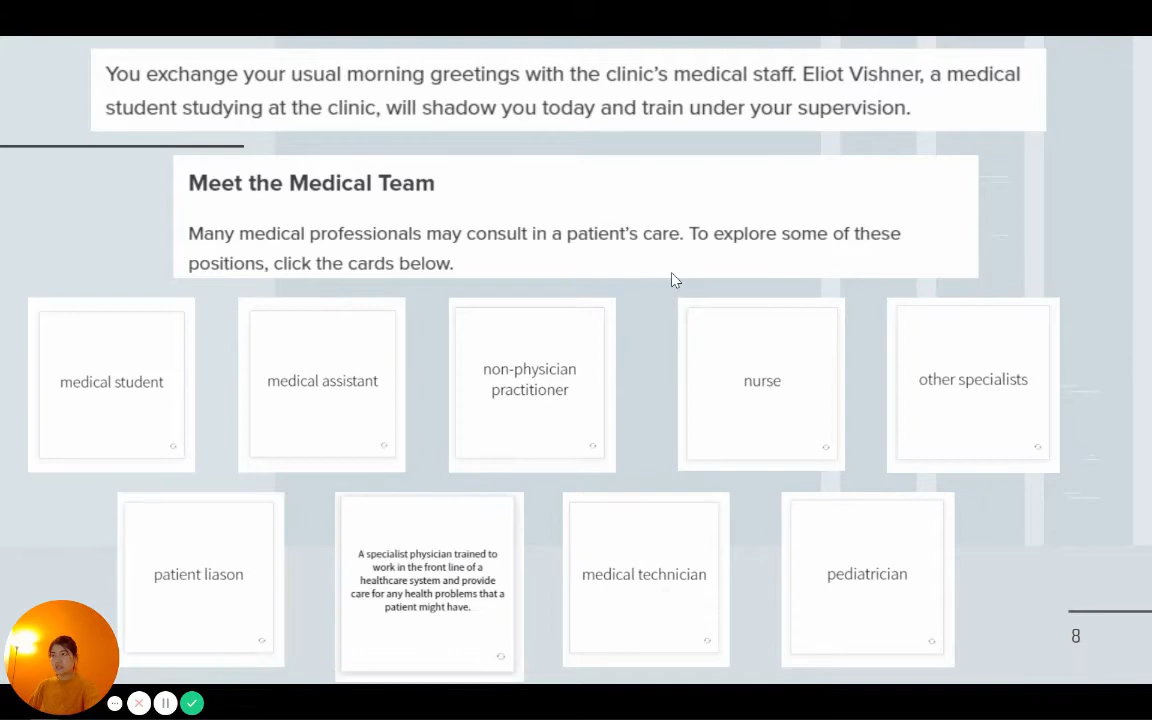 You exchange your usual morning greetings with the clinic's medical staff. Eliot Vishner, a medical
student studying at the clinic, will shadow you today and train under your supervision.
Meet the Medical Team
Many medical professionals may consult in a patient's care. To explore some of these
positions, click the cards below.
medical student
medical assistant
non-physician
practitioner
nurse
other specialists
patient liason
A specialist physician trained to
work in the front line of a
healthcare system and provide
care for any health problems that a
patient might have.
medical technician
pediatrician
8